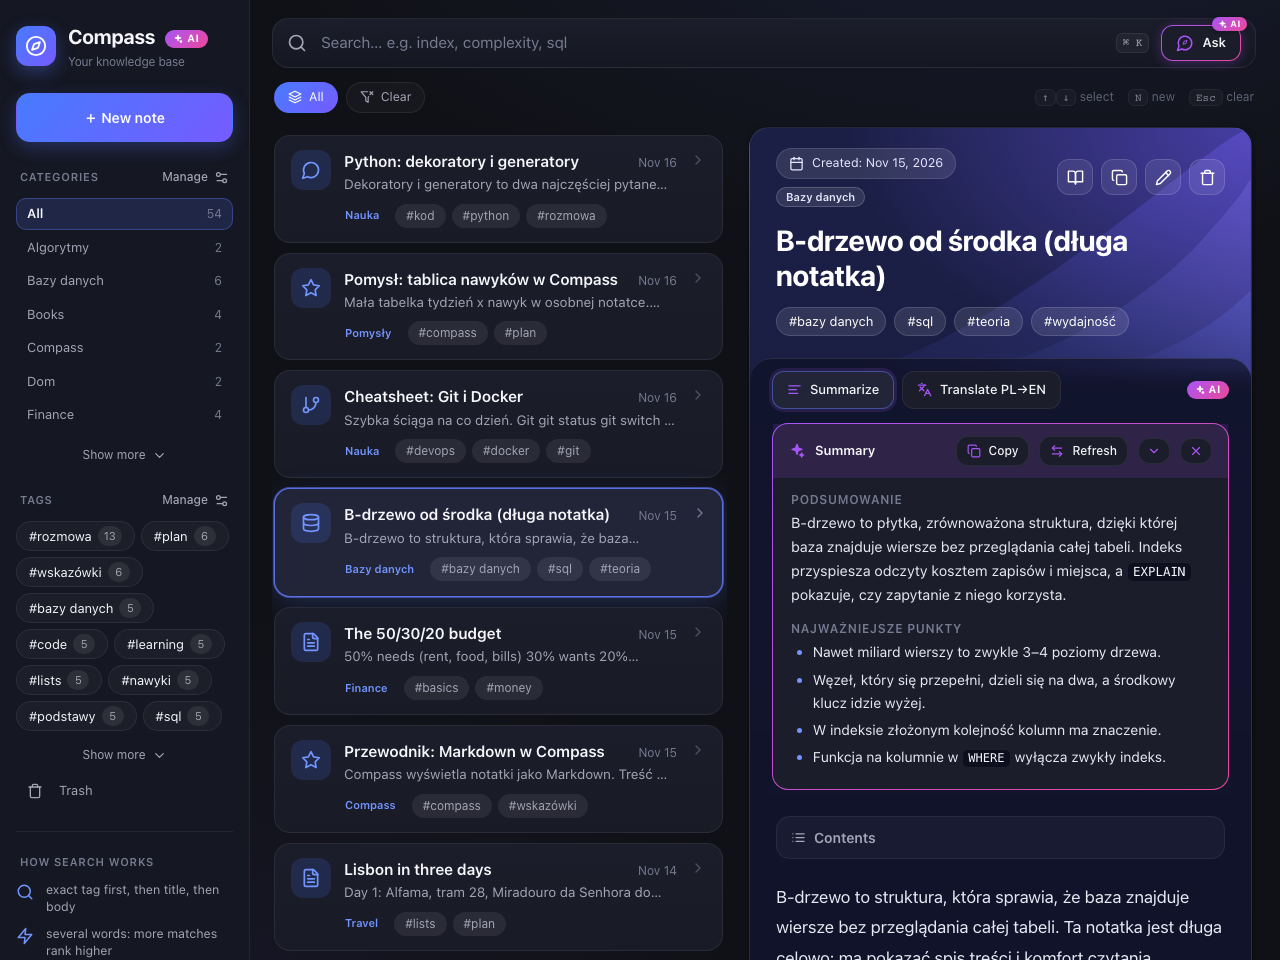 Compass
AI
Your knowledge base
+ New note
CATEGORIES
Manage
All 54
Algorytmy 2
Bazy danych 6
Books 4
Compass 2
Dom 2
Finance 4
Show more
TAGS
Manage
#rozmowa 13
#plan 6
#wskazówki 6
#bazy danych 5
#code 5
#learning 5
#lists 5
#nawyki 5
#podstawy 5
#sql 5
Show more
Trash
HOW SEARCH WORKS
exact tag first, then title, then
body
several words: more matches
rank higher
Search... e.g. index, complexity, sql
⌘ K
Ask
AI
All
Clear
↑ ↓ select
N new
Esc clear
Python: dekoratory i generatory
Nov 16
Dekoratory i generatory to dwa najczęściej pytane...
Nauka
#kod
#python
#rozmowa
Pomysł: tablica nawyków w Compass
Nov 16
Mała tabelka tydzień x nawyk w osobnej notatce....
Pomysły
#compass
#plan
Cheatsheet: Git i Docker
Nov 16
Szybka ściąga na co dzień. Git git status git switch ...
Nauka
#devops
#docker
#git
B-drzewo od środka (długa notatka)
Nov 15
B-drzewo to struktura, która sprawia, że baza...
Bazy danych
#bazy danych
#sql
#teoria
The 50/30/20 budget
Nov 15
50% needs (rent, food, bills) 30% wants 20%...
Finance
#basics
#money
Przewodnik: Markdown w Compass
Nov 15
Compass wyświetla notatki jako Markdown. Treść ...
Compass
#compass
#wskazówki
Lisbon in three days
Nov 14
Day 1: Alfama, tram 28, Miradouro da Senhora do...
Travel
#lists
#plan
Created: Nov 15, 2026
Bazy danych
B-drzewo od środka (długa
notatka)
#bazy danych
#sql
#teoria
#wydajność
Summarize
Translate PL→EN
AI
Summary
Copy
Refresh
PODSUMOWANIE
B-drzewo to płytka, zrównoważona struktura, dzięki której
baza znajduje wiersze bez przeglądania całej tabeli. Indeks
przyspiesza odczyty kosztem zapisów i miejsca, a EXPLAIN
pokazuje, czy zapytanie z niego korzysta.
NAJWAŻNIEJSZE PUNKTY
• Nawet miliard wierszy to zwykle 3–4 poziomy drzewa.
• Węzeł, który się przepełni, dzieli się na dwa, a środkowy
klucz idzie wyżej.
• W indeksie złożonym kolejność kolumn ma znaczenie.
• Funkcja na kolumnie w WHERE wyłącza zwykły indeks.
Contents
B-drzewo to struktura, która sprawia, że baza znajduje
wiersze bez przeglądania całej tabeli. Ta notatka jest długa
celowo: ma pokazać spis treści i komfort czytania